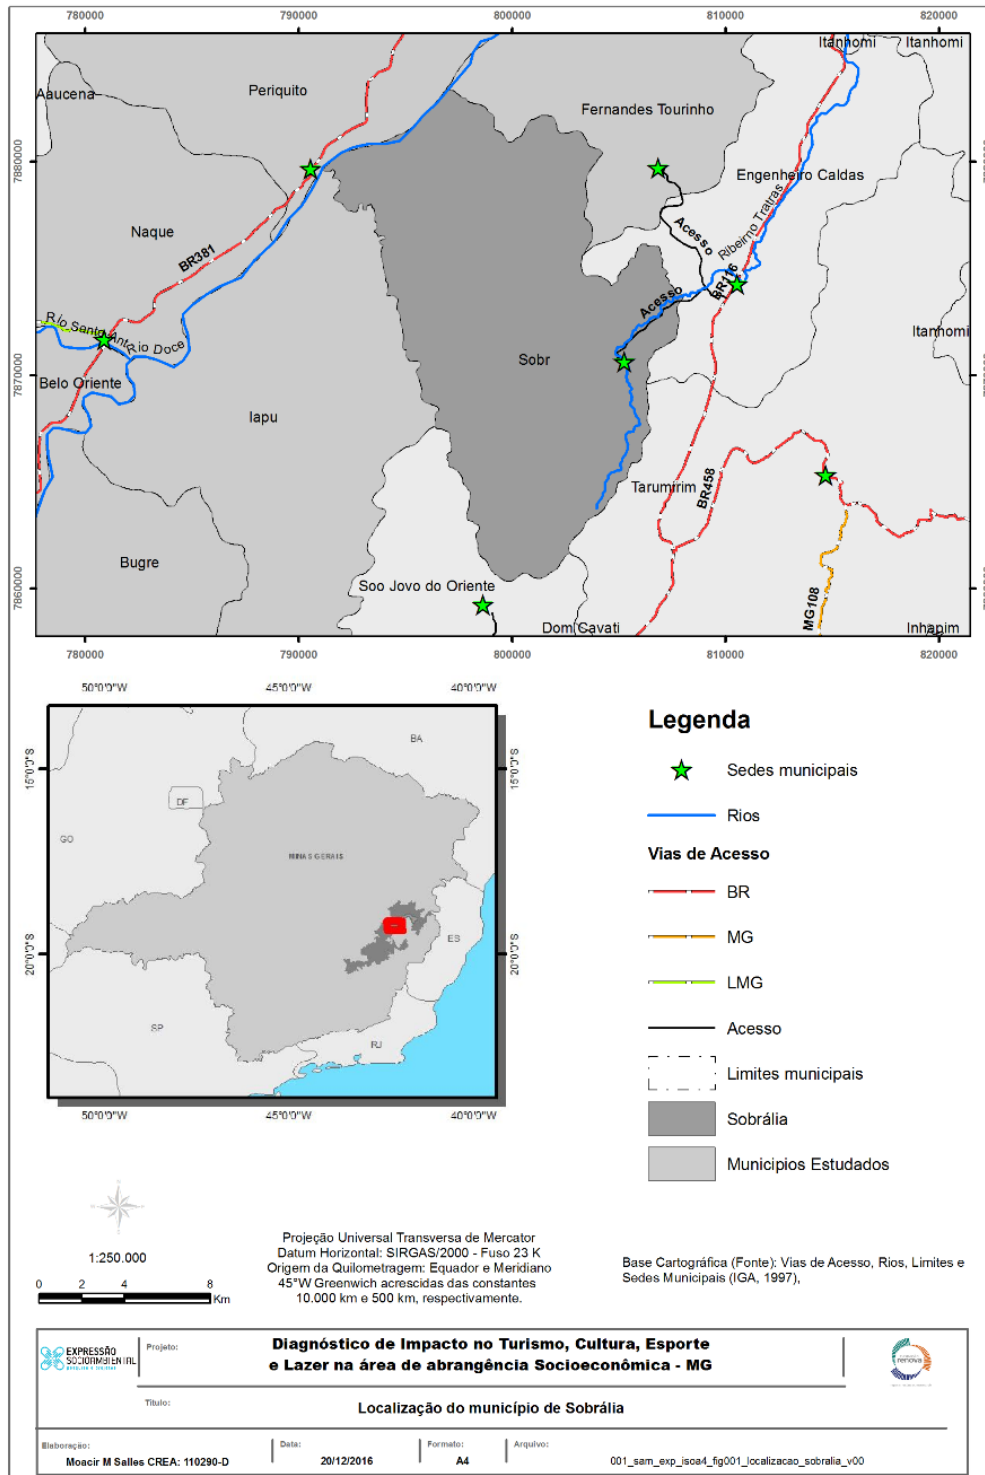 780000 790000 800000 810000 820000
Itanhomi Itanhomi
Aaucena Periquito
Fernandes Tourinho
7880000
Engenheiro Caldas
Ribeirno Tratras
Acesso
Naque
BR381
BR116
Acesso
Rio Santo Ant
Rio Doce
Itanhomi
Sobr
7870000
Belo Oriente
Iapu
Tarumirim
BR458
Bugre
Soo Jovo do Oriente
7860000
MG108
Dom Cavati
Inhapim
780000 790000 800000 810000 820000
50°0'0"W 45°0'0"W 40°0'0"W
BA
15°0'0"S 15°0'0"S
DF
GO
MINAS GERAIS
ES
20°0'0"S 20°0'0"S
SP
RJ
50°0'0"W 45°0'0"W 40°0'0"W
Legenda
Sedes municipais
Rios
Vias de Acesso
BR
MG
LMG
Acesso
Limites municipais
Sobrália
Municipios Estudados
1:250.000
0 2 4 8
Km
Projeção Universal Transversa de Mercator
Datum Horizontal: SIRGAS/2000 - Fuso 23 K
Origem da Quilometragem: Equador e Meridiano
45°W Greenwich acrescidas das constantes
10.000 km e 500 km, respectivamente.
Base Cartográfica (Fonte): Vias de Acesso, Rios, Limites e
Sedes Municipais (IGA, 1997),
EXPRESSÃO
SOCIOAMBIENTAL
Projeto:
Diagnóstico de Impacto no Turismo, Cultura, Esporte
e Lazer na área de abrangência Socioeconômica - MG
renova
Título:
Localização do município de Sobrália
Elaboração: Data: Formato: Arquivo:
Moacir M Salles CREA: 110290-D 20/12/2016 A4 001_sam_exp_isoa4_fig001_localizacao_sobralia_v00